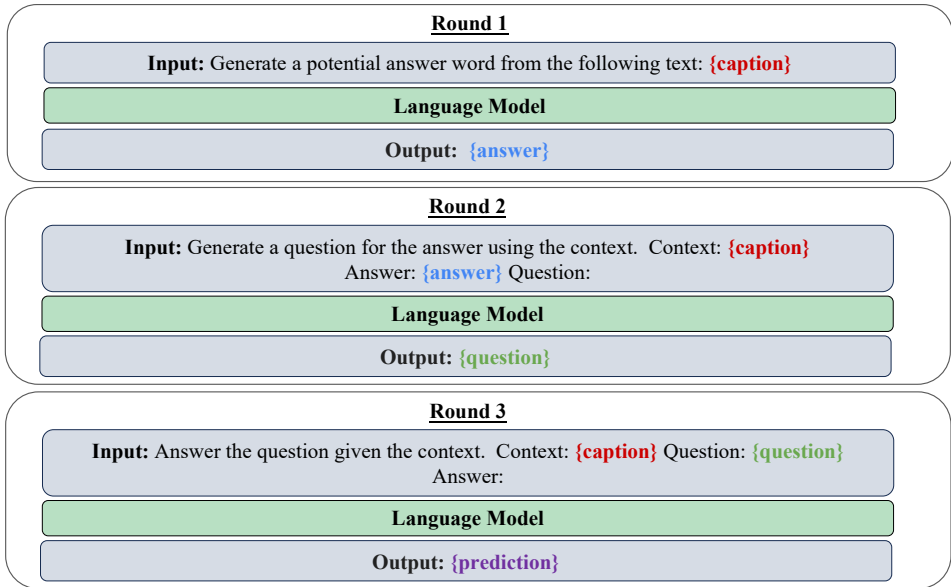 Round 1
Input: Generate a potential answer word from the following text: {caption}
Language Model
Output: {answer}
Round 2
Input: Generate a question for the answer using the context. Context: {caption}
Answer: {answer} Question:
Language Model
Output: {question}
Round 3
Input: Answer the question given the context. Context: {caption} Question: {question}
Answer:
Language Model
Output: {prediction}